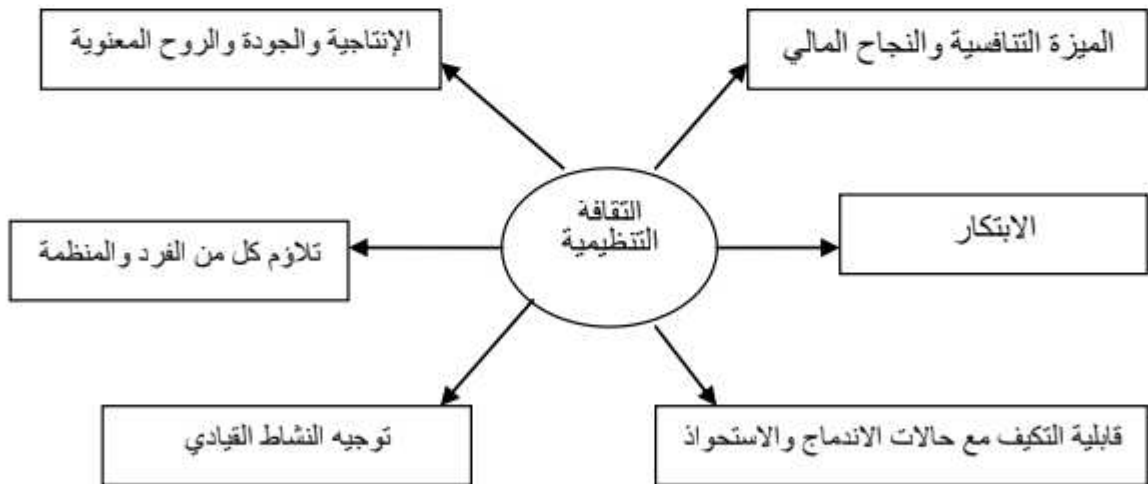 الميزة التنافسية والنجاح المالي
الإنتاجية والجودة والروح المعنوية
الثقافة
التنظيمية
الابتكار
تلاؤم كل من الفرد والمنظمة
قابلية التكيف مع حالات الاندماج والاستحواذ
توجيه النشاط القيادي